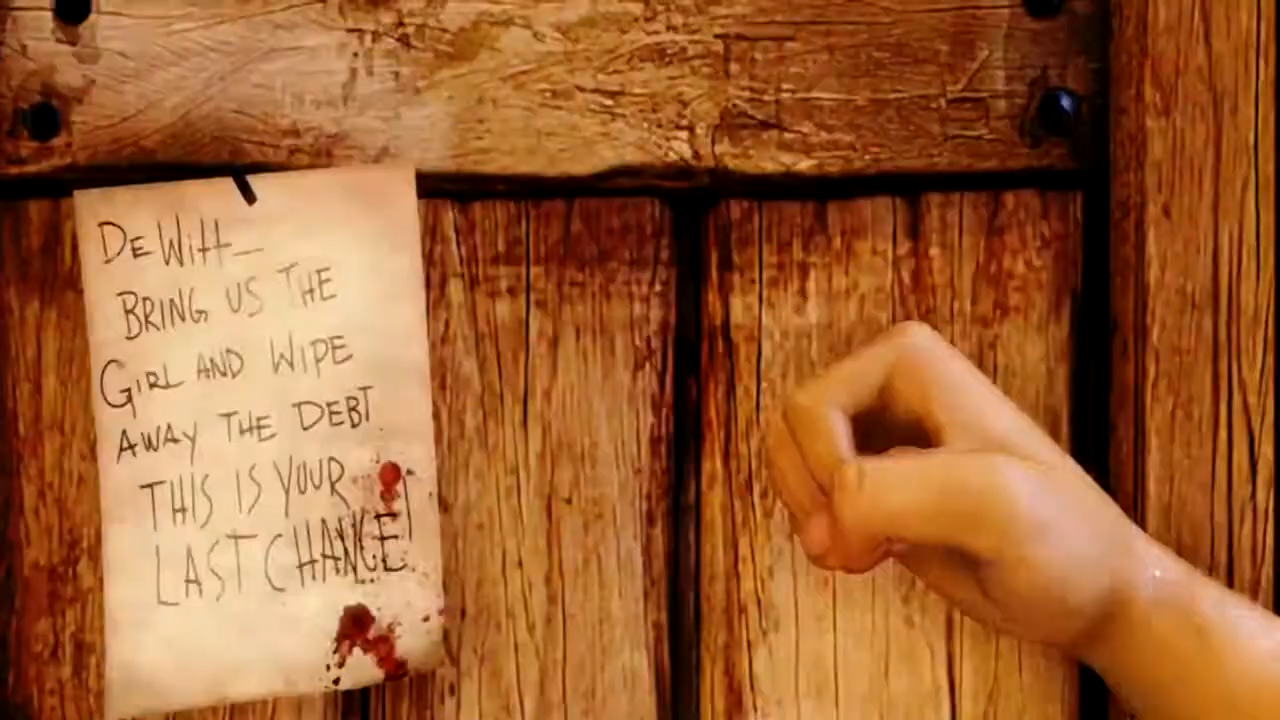 DeWitt—
BRING US THE
GIRL AND WIPE
AWAY THE DEBT.
THIS IS YOUR
LAST CHANCE!